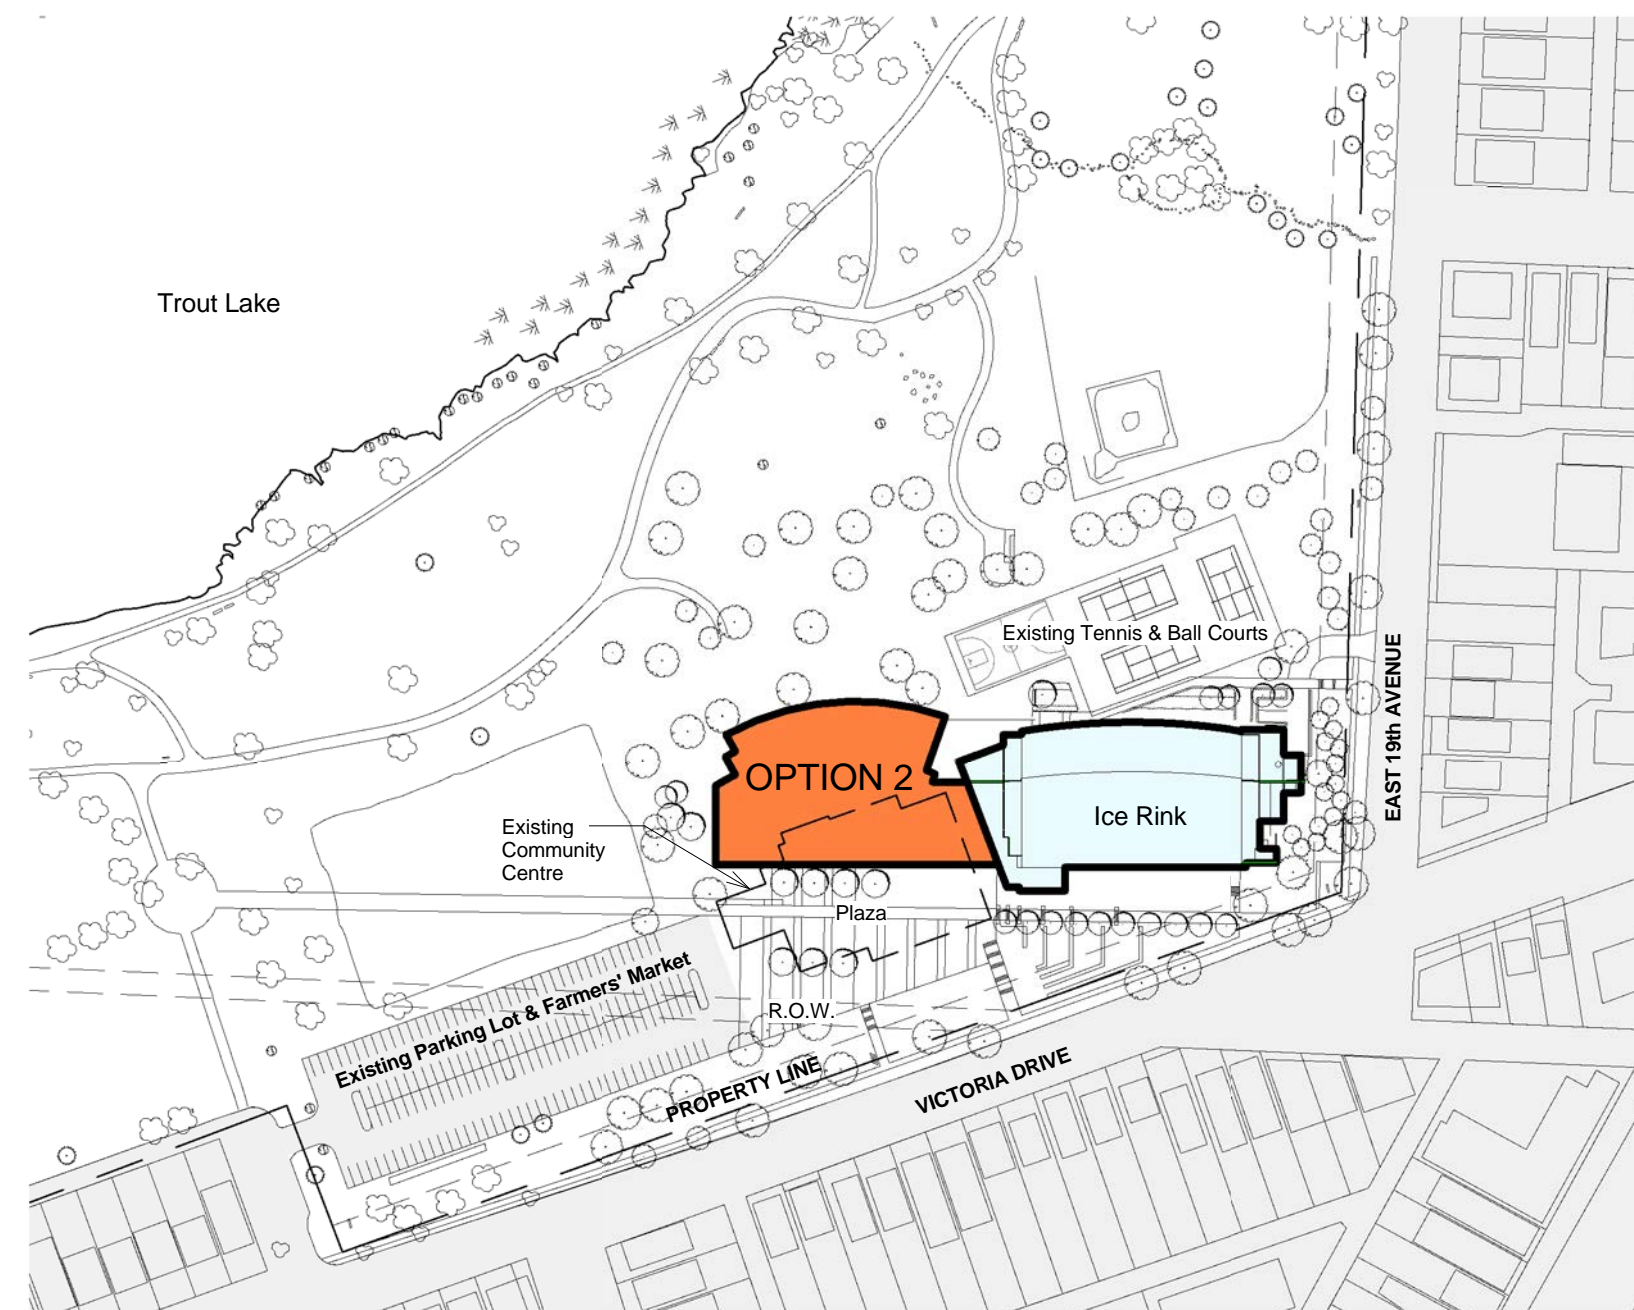 Trout Lake
Existing Tennis & Ball Courts
EAST 19th AVENUE
OPTION 2
Ice Rink
Existing
Community
Centre
Plaza
Existing Parking Lot & Farmers' Market
R.O.W.
PROPERTY LINE
VICTORIA DRIVE